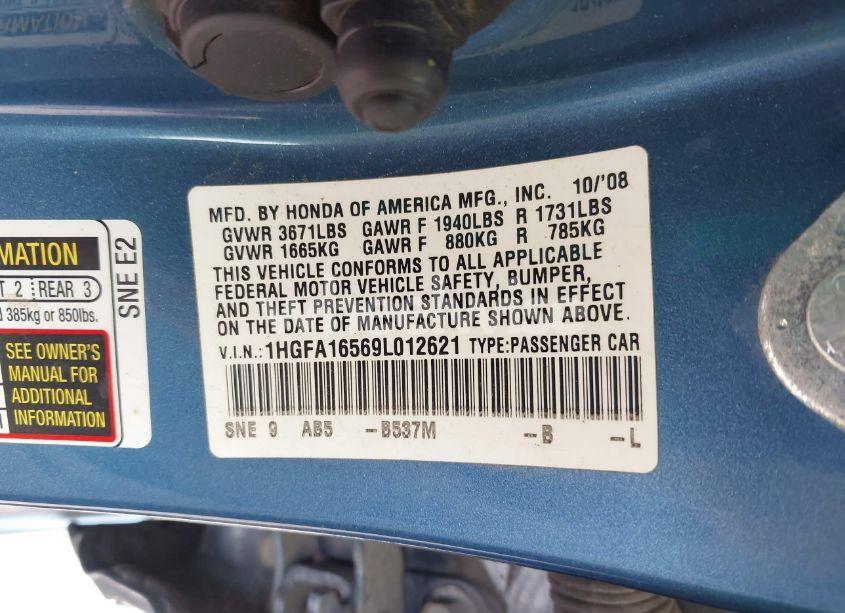 MFD. BY HONDA OF AMERICA MFG., INC. 10/'08
GVWR 3671LBS GAWR F 1940LBS R 1731LBS
GVWR 1665KG GAWR F 880KG R 785KG
THIS VEHICLE CONFORMS TO ALL APPLICABLE
FEDERAL MOTOR VEHICLE SAFETY, BUMPER,
AND THEFT PREVENTION STANDARDS IN EFFECT
ON THE DATE OF MANUFACTURE SHOWN ABOVE.
V.I.N.: 1HGFA16569L012621 TYPE:PASSENGER CAR
SNE 9 AB5 -B537M -B -L
MATION
2 REAR 3
385kg or 850lbs.
SEE OWNER'S
MANUAL FOR
ADDITIONAL
INFORMATION
SNE E2